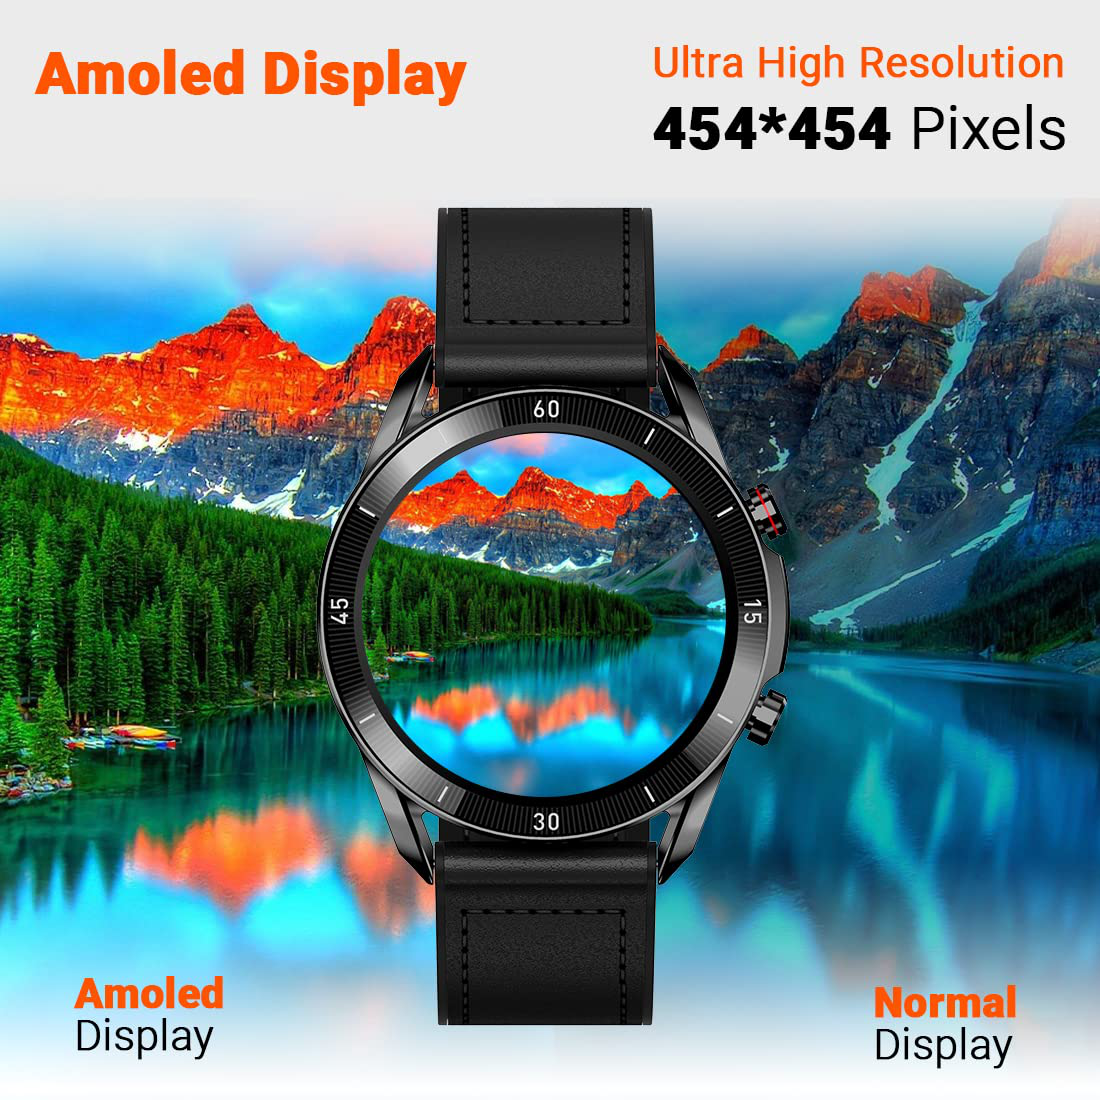 Amoled Display
Ultra High Resolution
454*454 Pixels
60
45
15
30
Amoled
Display
Normal
Display